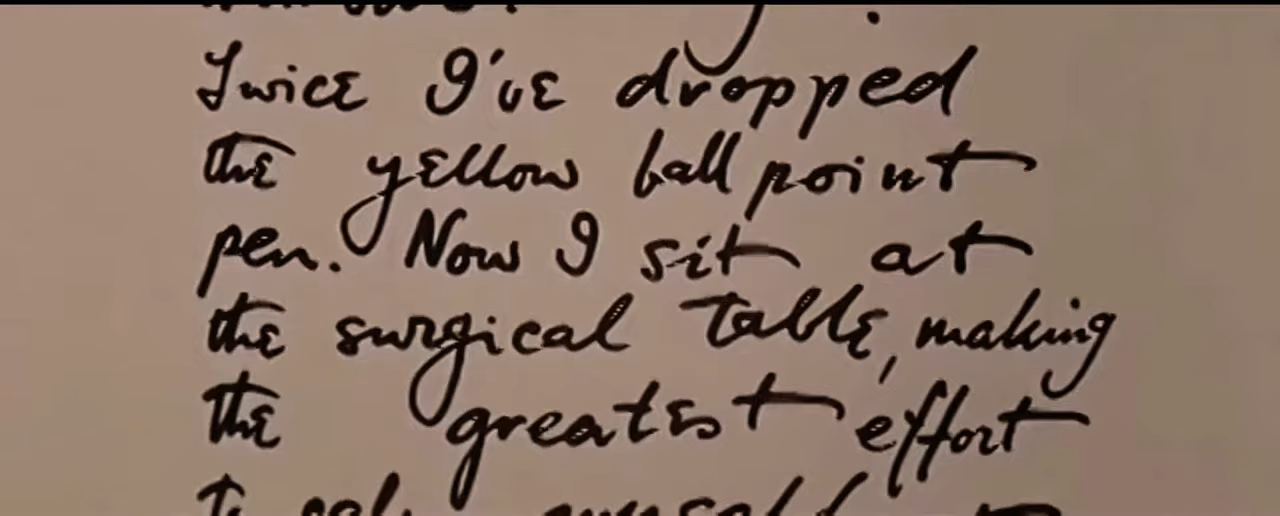 Twice I've dropped
the yellow ball point
pen. Now I sit at
the surgical table, making
the greatest effort